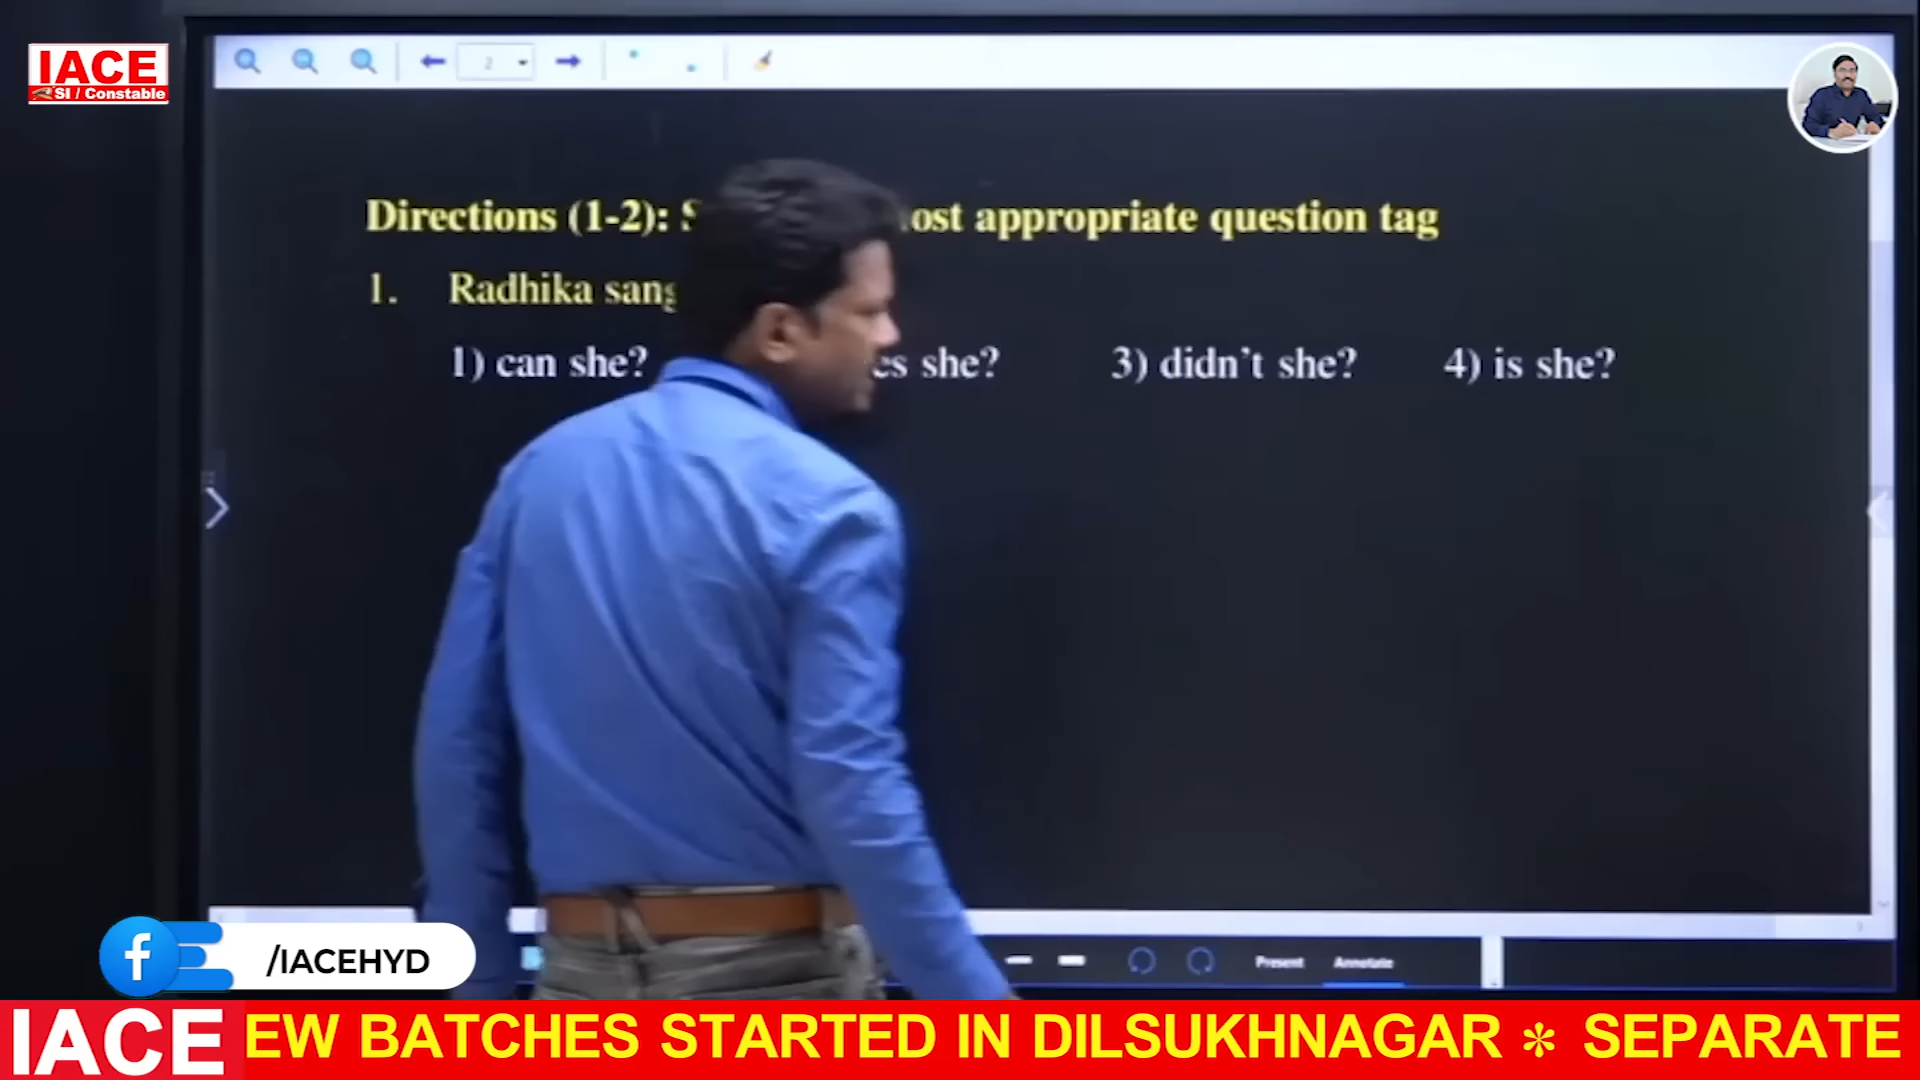 IACE
SI / Constable
2
Directions (1-2): S ost appropriate question tag
1. Radhika sang
1) can she? es she? 3) didn't she? 4) is she?
/IACEHYD
Present Annotate
IACE EW BATCHES STARTED IN DILSUKHNAGAR * SEPARATE